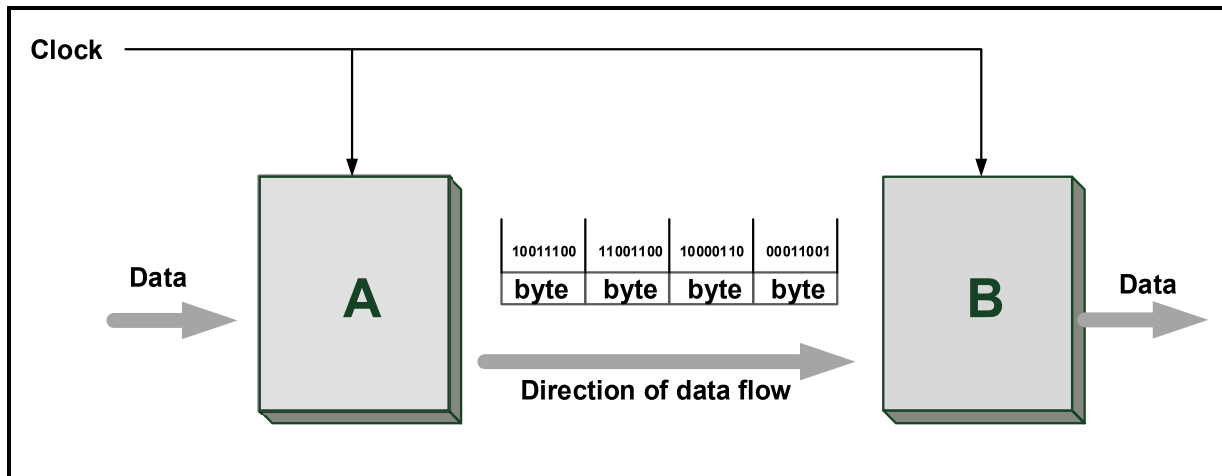 Clock
10011100 11001100 10000110 00011001
Data
A
byte byte byte byte
B
Data
Direction of data flow